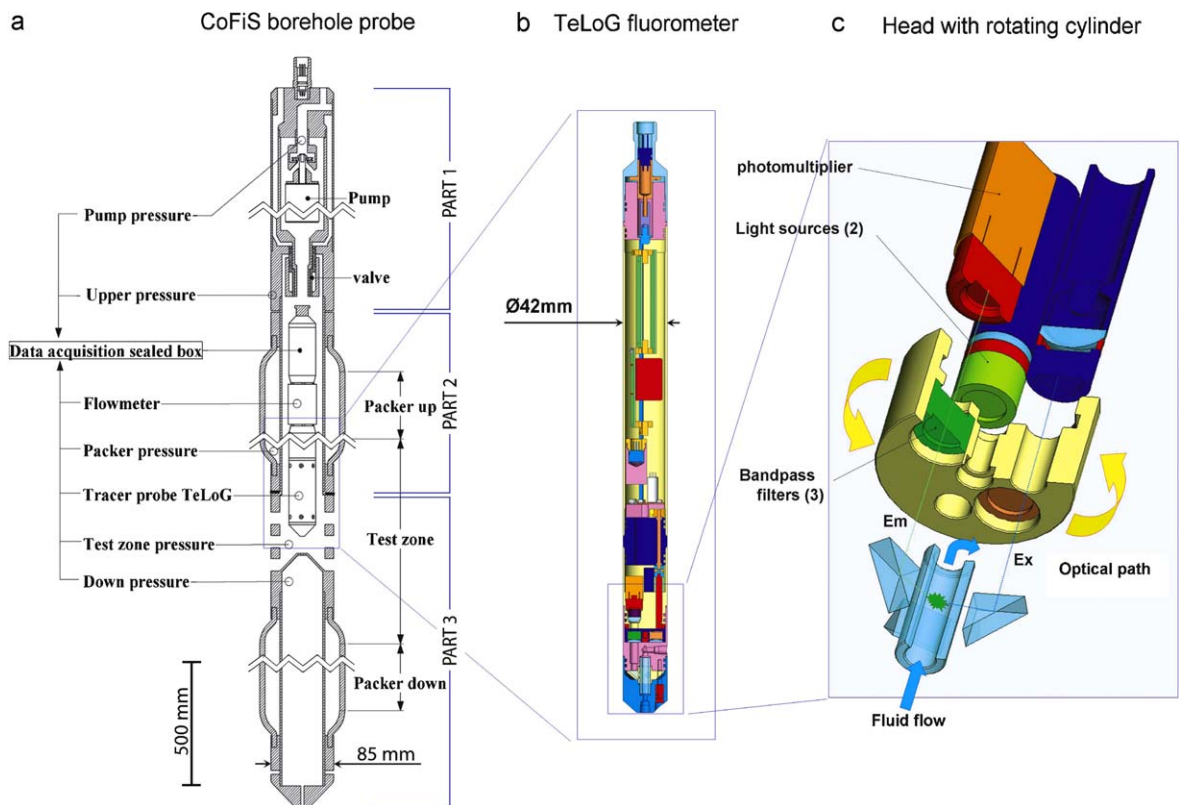 a
CoFiS borehole probe
Pump pressure
Upper pressure
Data acquisition sealed box
Flowmeter
Packer pressure
Tracer probe TeLoG
Test zone pressure
Down pressure
500 mm
Pump
valve
Packer up
Test zone
Packer down
85 mm
PART 1
PART 2
PART 3
b
TeLoG fluorometer
Ø42mm
c
Head with rotating cylinder
photomultiplier
Light sources (2)
Bandpass
filters (3)
Em
Ex
Optical path
Fluid flow